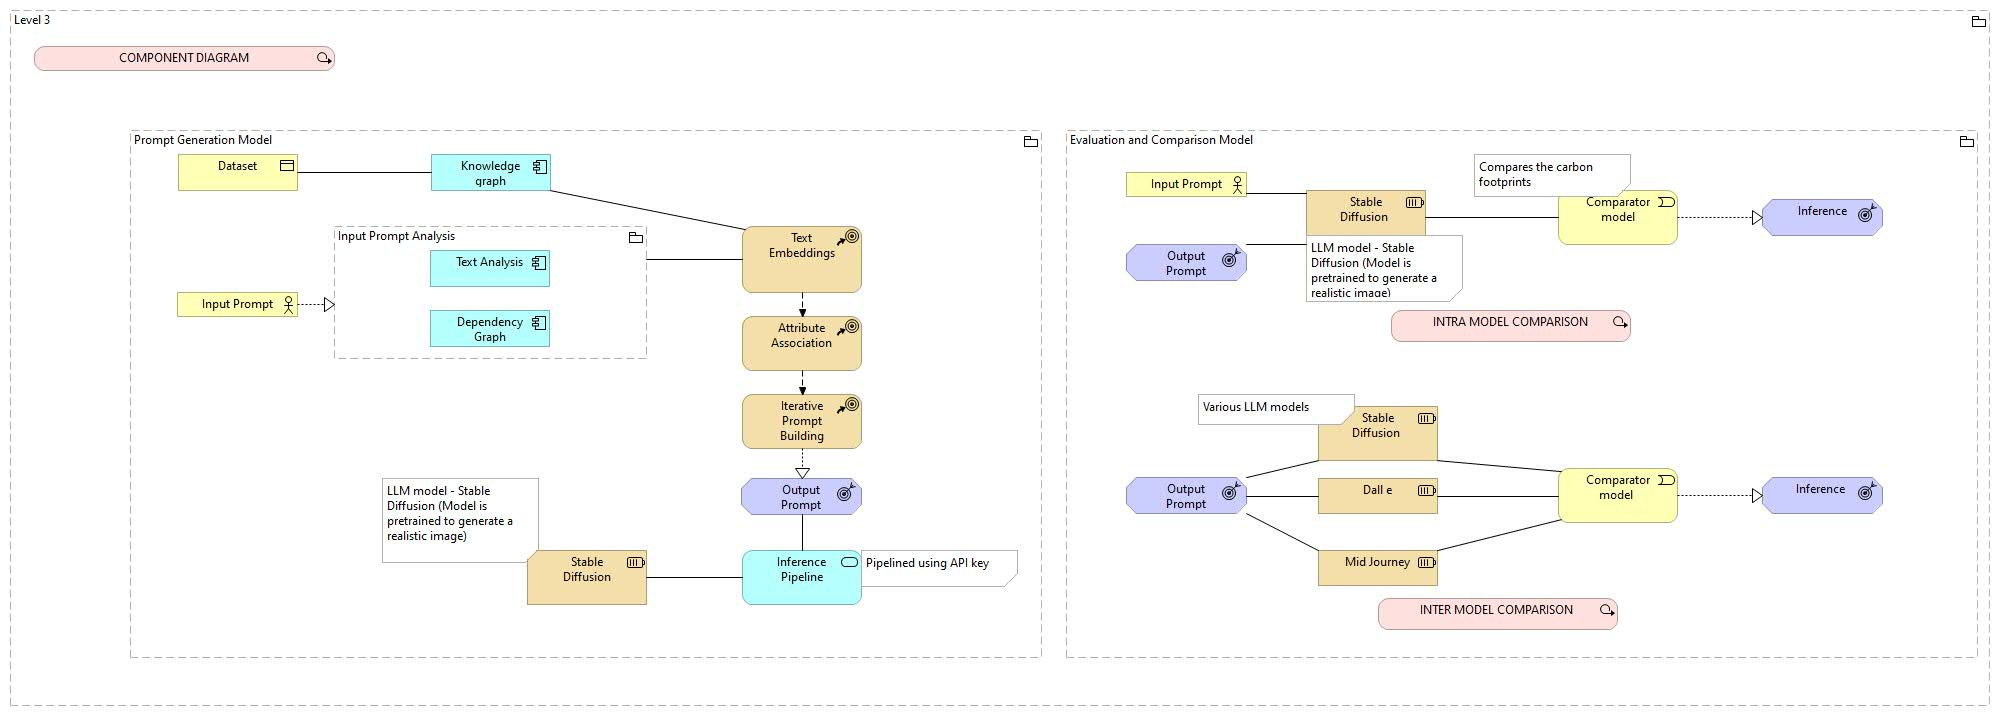 Level 3
COMPONENT DIAGRAM
Prompt Generation Model
Dataset
Knowledge
graph
Input Prompt Analysis
Text Analysis
Dependency
Graph
Input Prompt
Text
Embeddings
Attribute
Association
Iterative
Prompt
Building
Output
Prompt
LLM model - Stable
Diffusion (Model is
pretrained to generate a
realistic image)
Stable
Diffusion
Inference
Pipeline
Pipelined using API key
Evaluation and Comparison Model
Input Prompt
Output
Prompt
Stable
Diffusion
LLM model - Stable
Diffusion (Model is
pretrained to generate a
realistic image)
Compares the carbon
footprints
Comparator
model
Inference
INTRA MODEL COMPARISON
Various LLM models
Stable
Diffusion
Output
Prompt
Dall e
Mid Journey
Comparator
model
Inference
INTER MODEL COMPARISON